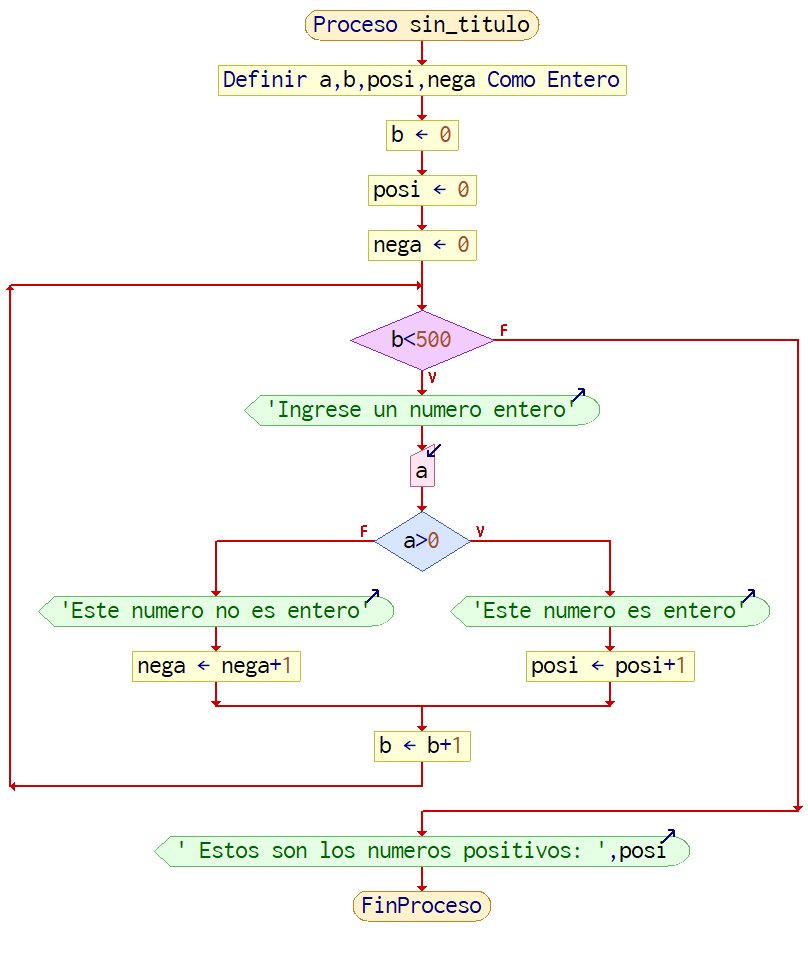 Proceso sin_titulo
Definir a,b,posi,nega Como Entero
b ← 0
posi ← 0
nega ← 0
b<500
F
V
'Ingrese un numero entero'
a
F
a>0
V
'Este numero no es entero'
'Este numero es entero'
nega ← nega+1
posi ← posi+1
b ← b+1
' Estos son los numeros positivos: ',posi
FinProceso